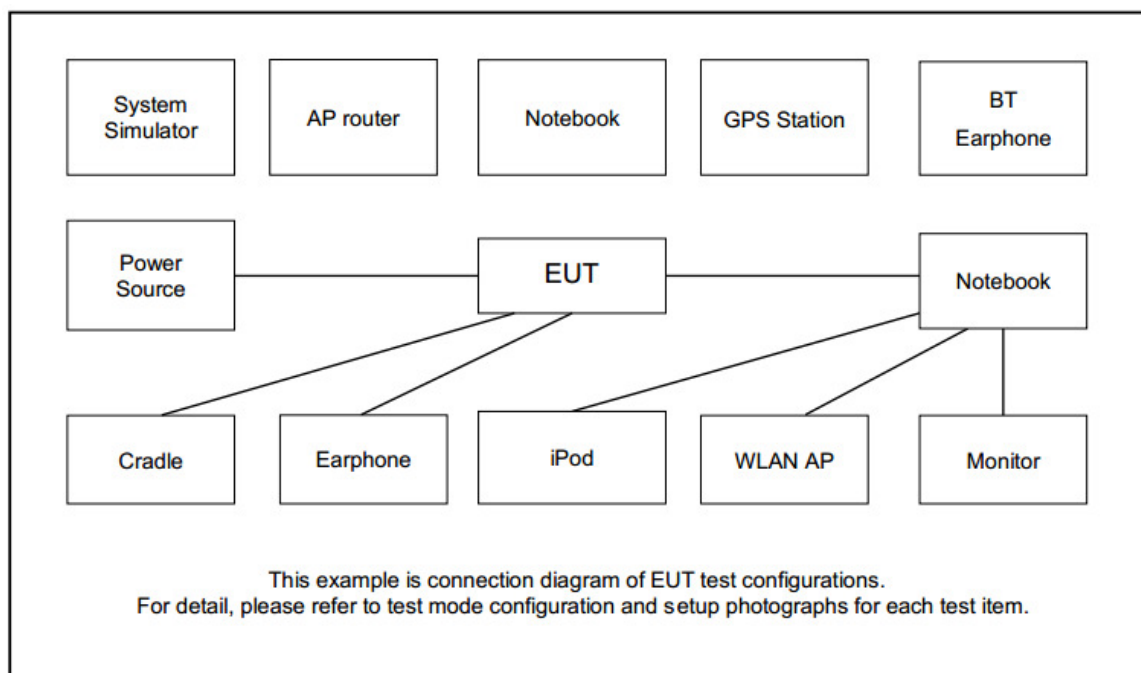 System
Simulator
AP router
Notebook
GPS Station
BT
Earphone
Power
Source
EUT
Notebook
Cradle
Earphone
iPod
WLAN AP
Monitor
This example is connection diagram of EUT test configurations.
For detail, please refer to test mode configuration and setup photographs for each test item.